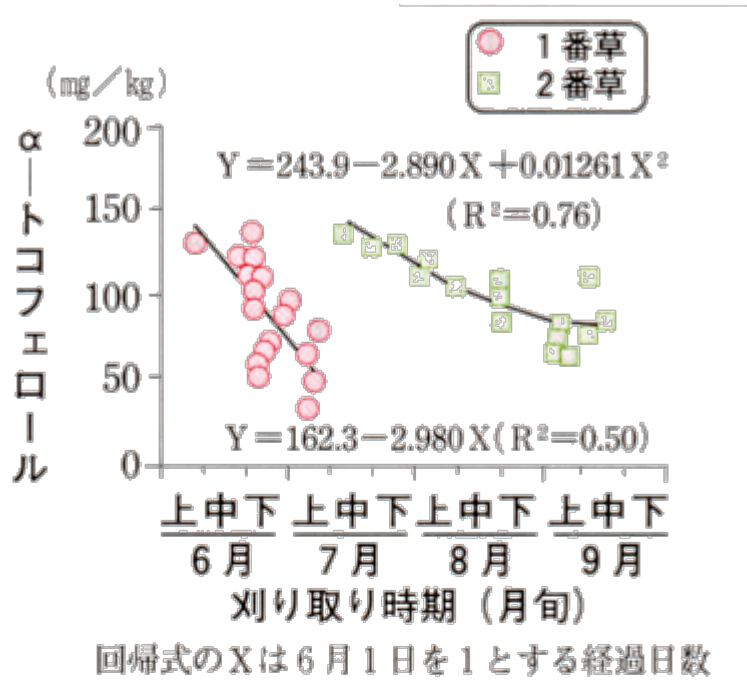 1番草
2番草
(mg／kg)
α―トコフェロール
200
150
100
50
0
Y＝243.9－2.890X＋0.01261X²
(R²＝0.76)
Y＝162.3－2.980X(R²＝0.50)
上中下 上中下 上中下 上中下
6月 7月 8月 9月
刈り取り時期（月旬）
回帰式のXは6月1日を1とする経過日数